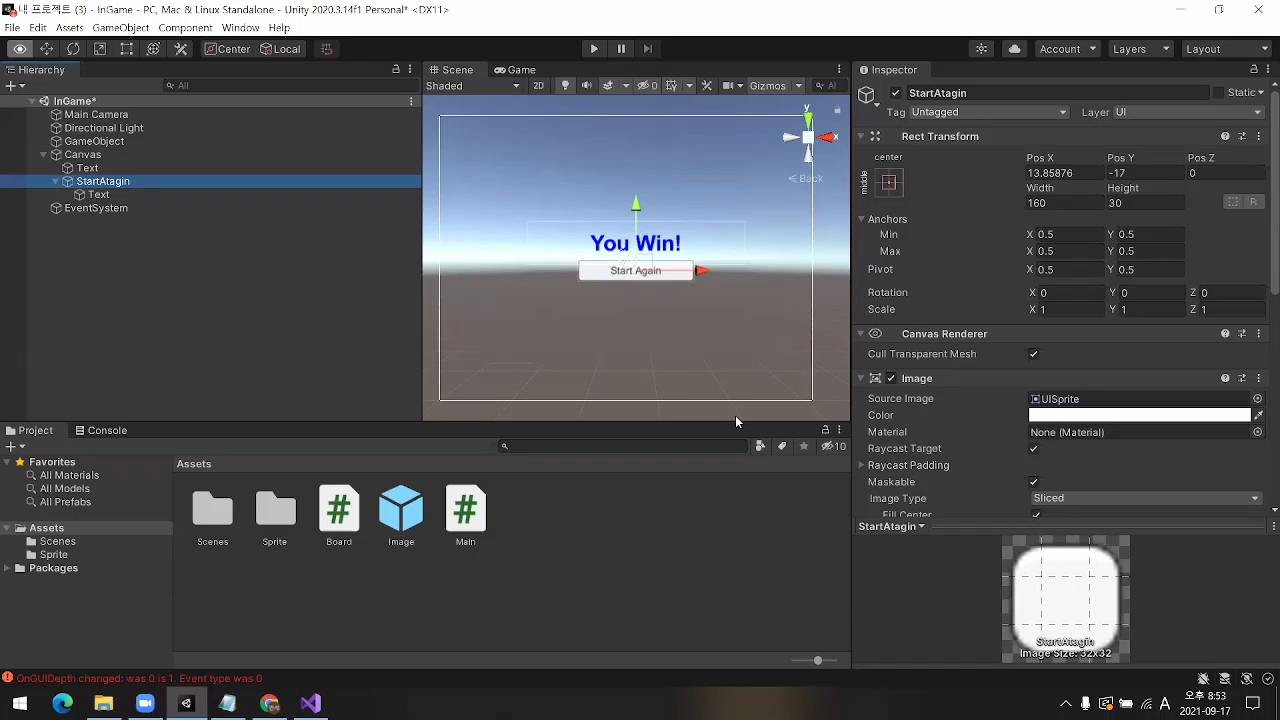 내 프로젝트 (3) - InGame - PC, Mac & Linux Standalone - Unity 2020.3.14f1 Personal* <DX11>
File Edit Assets GameObject Component Window Help
Center Local Account Layers Layout
Hierarchy
All
InGame*
Main Camera
Directional Light
GameObject
Canvas
Text
StartAtagin
Text
EventSystem
Scene Game
Shaded 2D 0 Gizmos Al
y
x
< Back
You Win!
Start Again
Inspector
StartAtagin Static
Tag Untagged Layer UI
Rect Transform
center Pos X Pos Y Pos Z
13.85876 -17 0
Width Height
160 30 R
Anchors
Min X 0.5 Y 0.5
Max X 0.5 Y 0.5
Pivot X 0.5 Y 0.5
Rotation X 0 Y 0 Z 0
Scale X 1 Y 1 Z 1
Canvas Renderer
Cull Transparent Mesh
Image
Source Image UISprite
Color
Material None (Material)
Raycast Target
Raycast Padding
Maskable
Image Type Sliced
Fill Center
StartAtagin
StartAtagin
Image Size: 32x32
Project Console
10
Favorites
All Materials
All Models
All Prefabs
Assets
Scenes
Sprite
Packages
Assets
Scenes Sprite Board Image Main
OnGUIDepth changed: was 0 is 1. Event type was 0
A 오후 8:53
2021-09-17